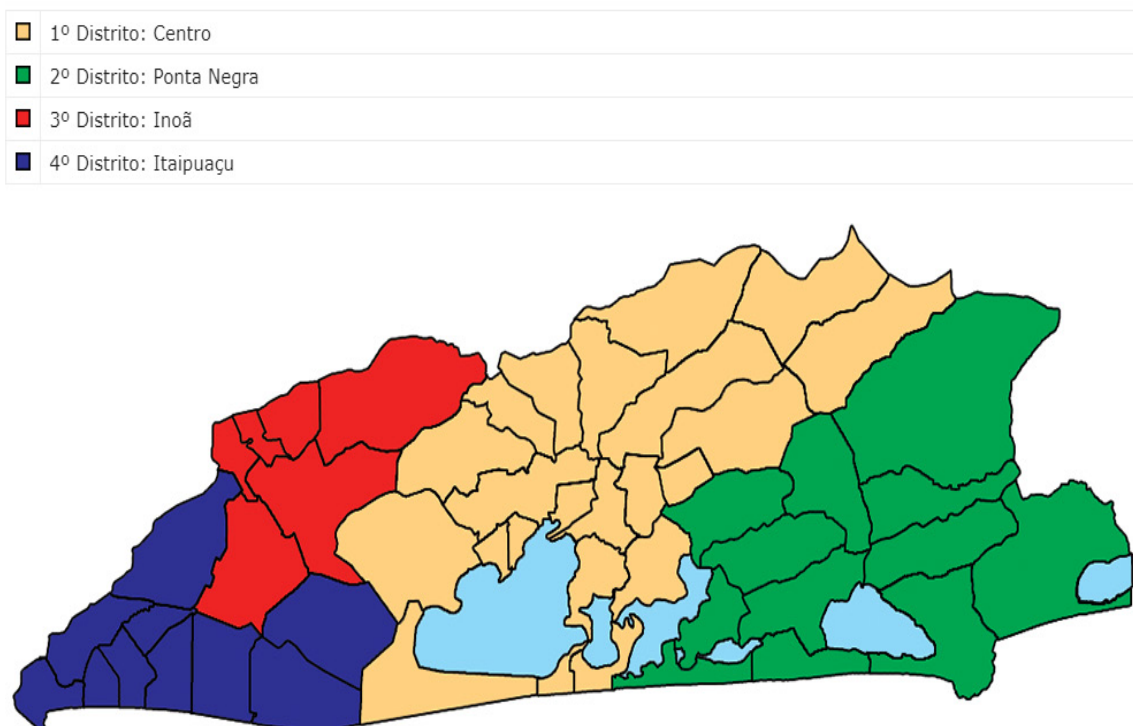 1º Distrito: Centro
2º Distrito: Ponta Negra
3º Distrito: Inoã
4º Distrito: Itaipuaçu